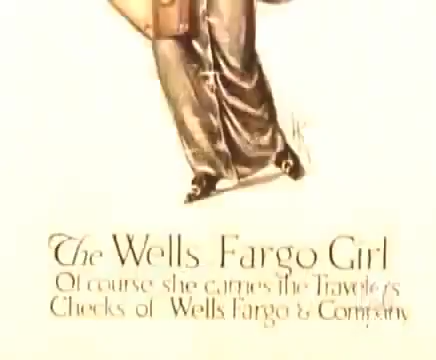 The Wells Fargo Girl
Of course she carries the Travelers
Checks of Wells Fargo & Company